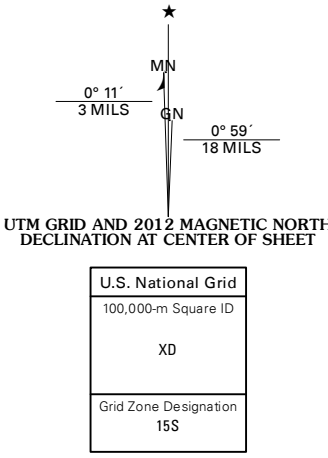 ★
MN
0° 11´
3 MILS
GN
0° 59´
18 MILS
UTM GRID AND 2012 MAGNETIC NORTH
DECLINATION AT CENTER OF SHEET
U.S. National Grid
100,000-m Square ID
XD
Grid Zone Designation
15S